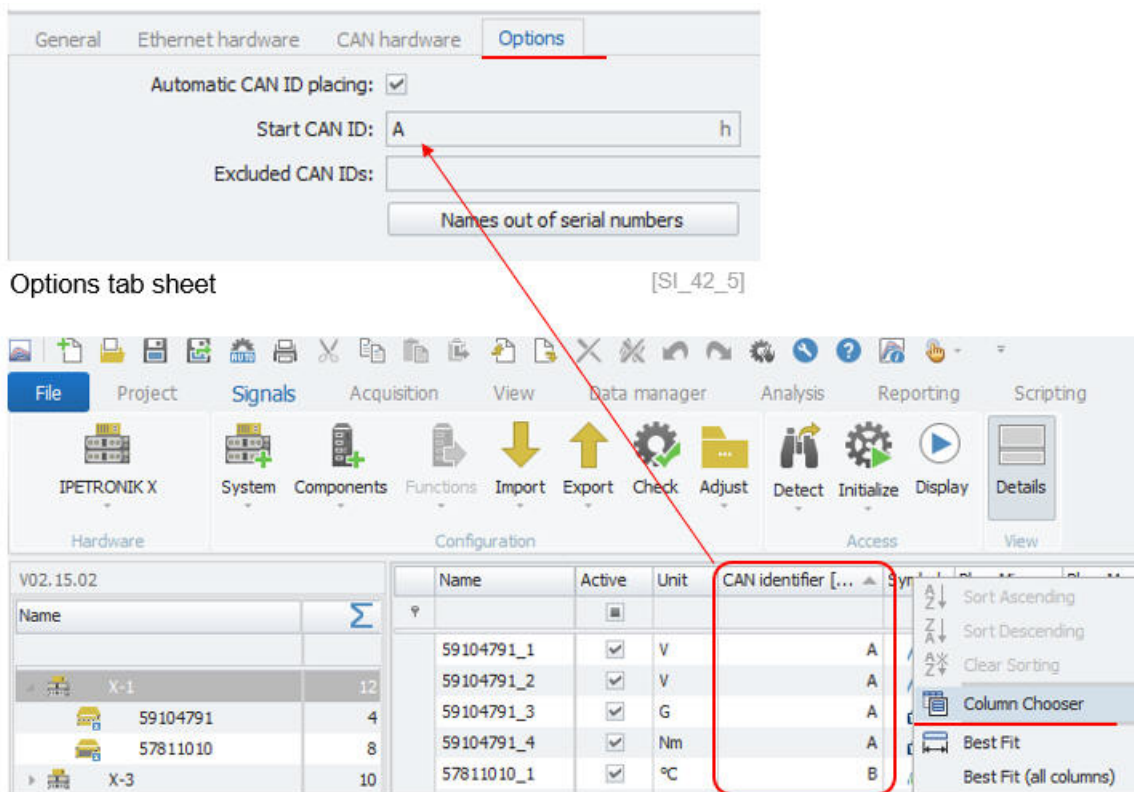 General Ethernet hardware CAN hardware Options
Automatic CAN ID placing:
Start CAN ID: A h
Excluded CAN IDs:
Names out of serial numbers
Options tab sheet [SI_42_5]
AUTO
File Project Signals Acquisition View Data manager Analysis Reporting Scripting
IPETRONIK X System Components Functions Import Export Check Adjust Detect Initialize Display Details
Hardware Configuration Access View
V02.15.02 Name Active Unit CAN identifier [...
Name Σ
Sort Ascending
Sort Descending
Clear Sorting
Column Chooser
Best Fit
Best Fit (all columns)
59104791_1 V A
59104791_2 V A
X-1 12
59104791 4 59104791_3 G A
57811010 8 59104791_4 Nm A
X-3 10 57811010_1 °C B